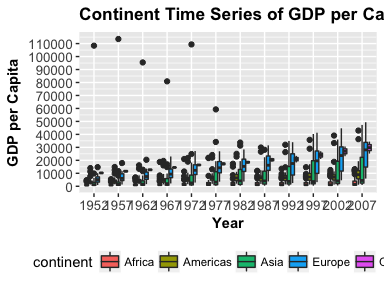 Continent Time Series of GDP per Ca
GDP per Capita
110000
100000
90000
80000
70000
60000
50000
40000
30000
20000
10000
0
1952 1957 1962 1967 1972 1977 1982 1987 1992 1997 2002 2007
Year
continent Africa Americas Asia Europe